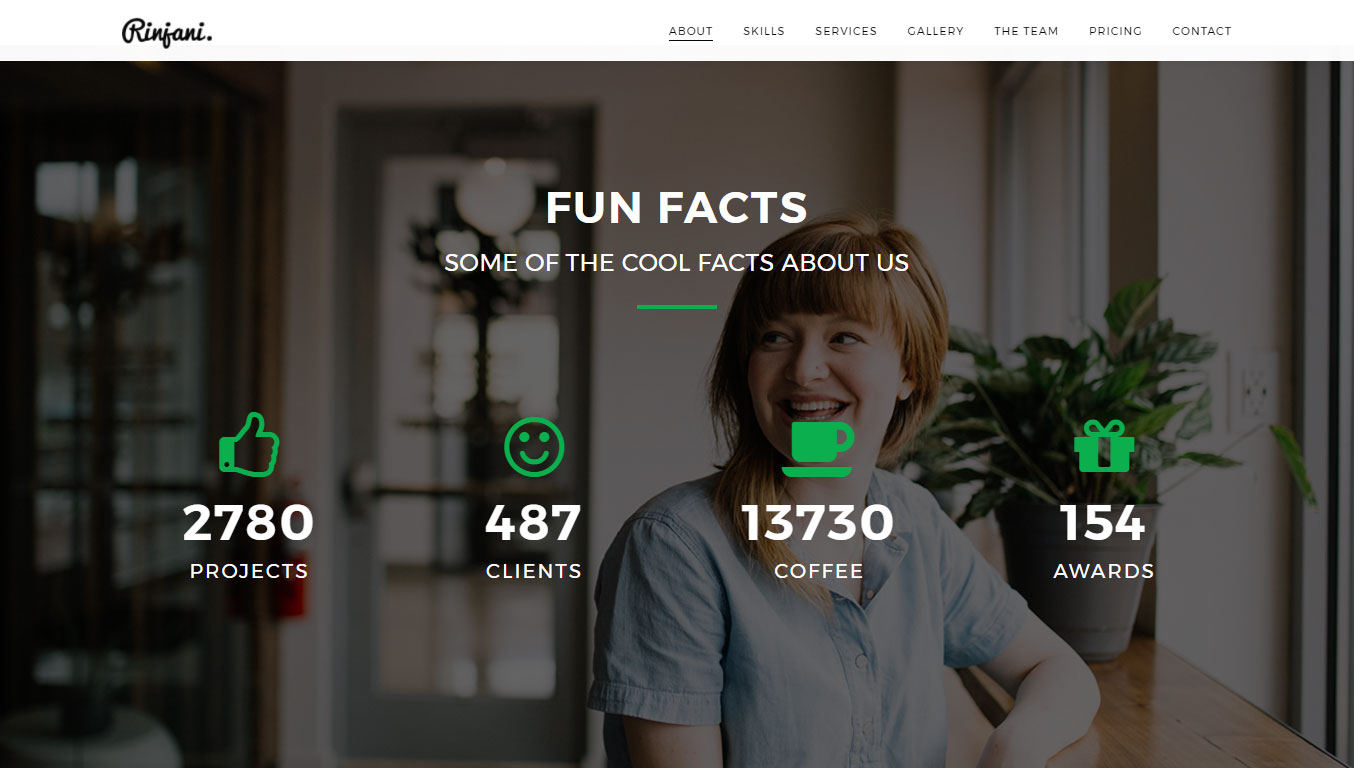 Rinjani.
ABOUT SKILLS SERVICES GALLERY THE TEAM PRICING CONTACT
FUN FACTS
SOME OF THE COOL FACTS ABOUT US
2780 487 13730 154
PROJECTS CLIENTS COFFEE AWARDS